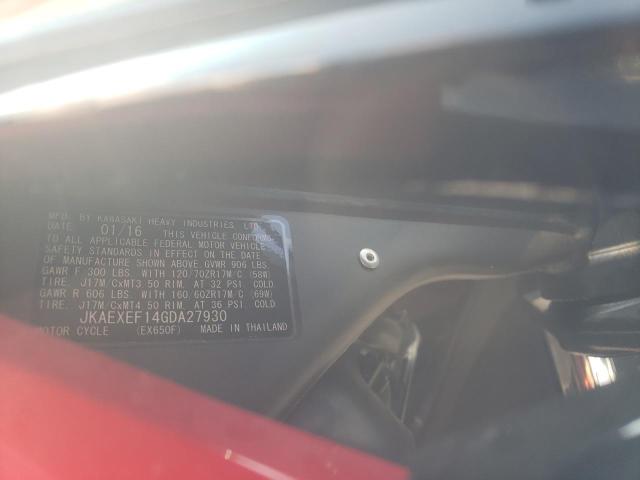 MFD. BY KAWASAKI HEAVY INDUSTRIES, LTD.
DATE 01/16 THIS VEHICLE CONFORMS
TO ALL APPLICABLE FEDERAL MOTOR VEHICLE
SAFETY STANDARDS IN EFFECT ON THE DATE
OF MANUFACTURE SHOWN ABOVE GVWR 906 LBS
GAWR F 300 LBS. WITH 120/70ZR17M/C (58W)
TIRE. J17M CxMT3.50 RIM. AT 32 PSI. COLD
GAWR R 606 LBS WITH 160/60ZR17M/C (69W)
TIRE. J17M CxMT4.50 RIM. AT 36 PSI. COLD
JKAEXEF14GDA27930
MOTOR CYCLE (EX650F) MADE IN THAILAND